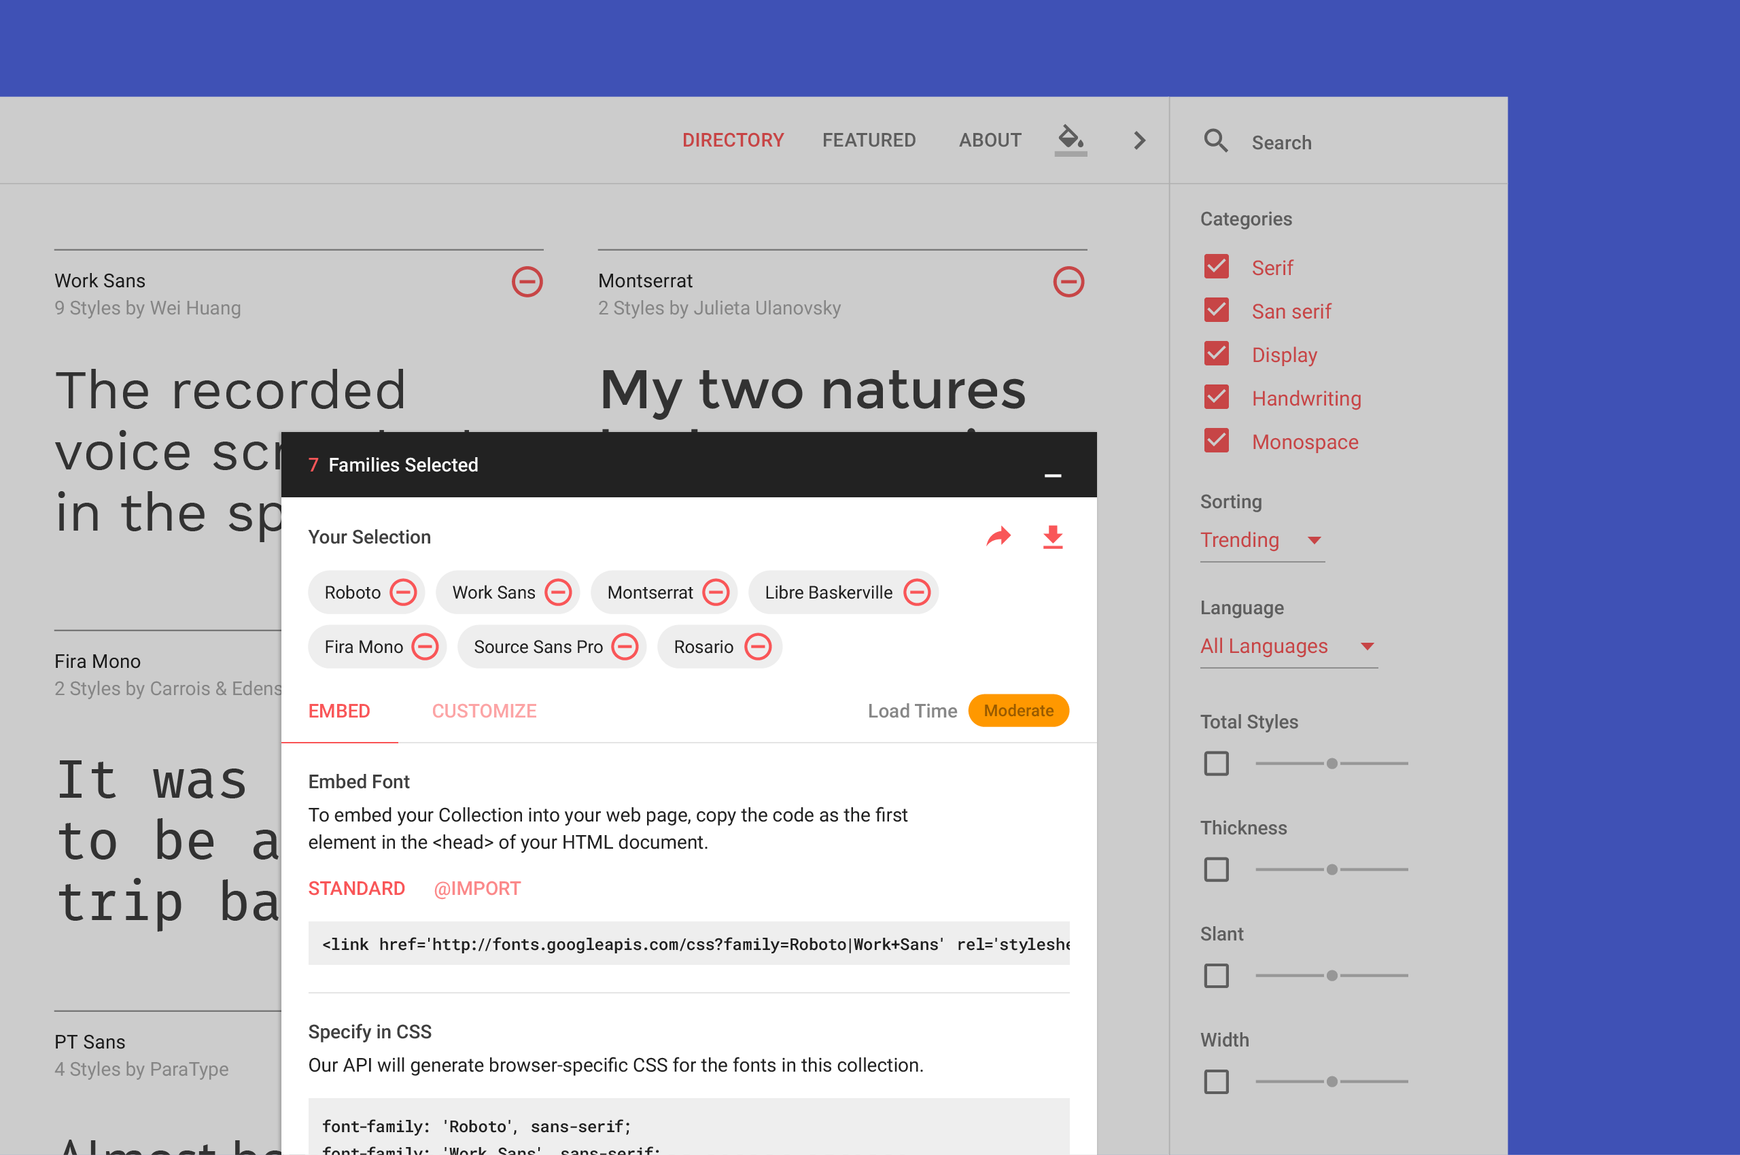 DIRECTORY FEATURED ABOUT
Search
Work Sans
9 Styles by Wei Huang
The recorded
voice
in the
Montserrat
2 Styles by Julieta Ulanovsky
My two natures
Fira Mono
2 Styles by Carrois & Edens
It was
to be a
trip ba
PT Sans
4 Styles by ParaType
Almost
7 Families Selected
Your Selection
Roboto Work Sans Montserrat Libre Baskerville
Fira Mono Source Sans Pro Rosario
EMBED CUSTOMIZE Load Time Moderate
Embed Font
To embed your Collection into your web page, copy the code as the first
element in the <head> of your HTML document.
STANDARD @IMPORT
<link href='http://fonts.googleapis.com/css?family=Roboto|Work+Sans' rel='styleshe
Specify in CSS
Our API will generate browser-specific CSS for the fonts in this collection.
font-family: 'Roboto', sans-serif;
font-family: 'Work Sans', sans-serif;
Categories
Serif
San serif
Display
Handwriting
Monospace
Sorting
Trending
Language
All Languages
Total Styles
Thickness
Slant
Width